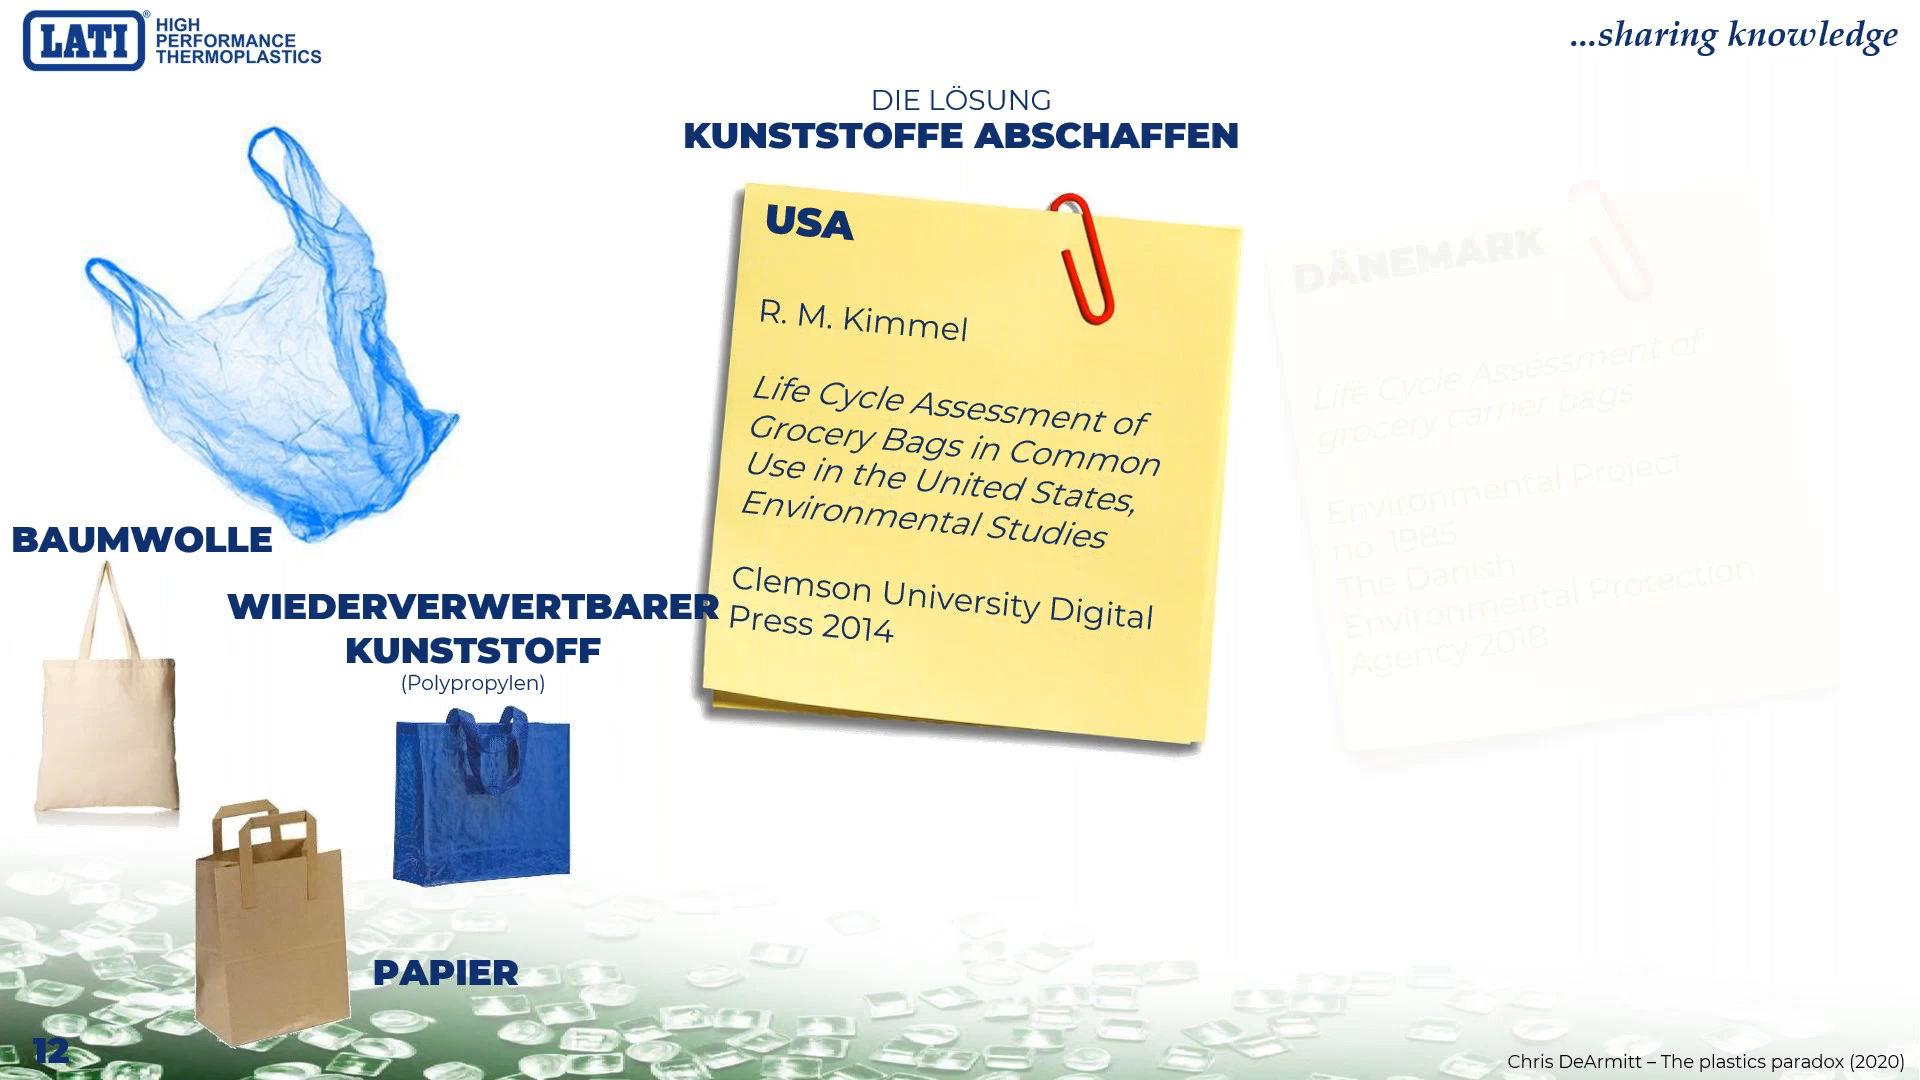 LATI®
HIGH
PERFORMANCE
THERMOPLASTICS
...sharing knowledge
DIE LÖSUNG
KUNSTSTOFFE ABSCHAFFEN
USA
R. M. Kimmel
Life Cycle Assessment of
Grocery Bags in Common
Use in the United States,
Environmental Studies
Clemson University Digital
Press 2014
DÄNEMARK
Life Cycle Assessment of
grocery carrier bags
Environmental Project
no. 1985
The Danish
Environmental Protection
Agency 2018
BAUMWOLLE
WIEDERVERWERTBARER
KUNSTSTOFF
(Polypropylen)
PAPIER
12
Chris DeArmitt – The plastics paradox (2020)